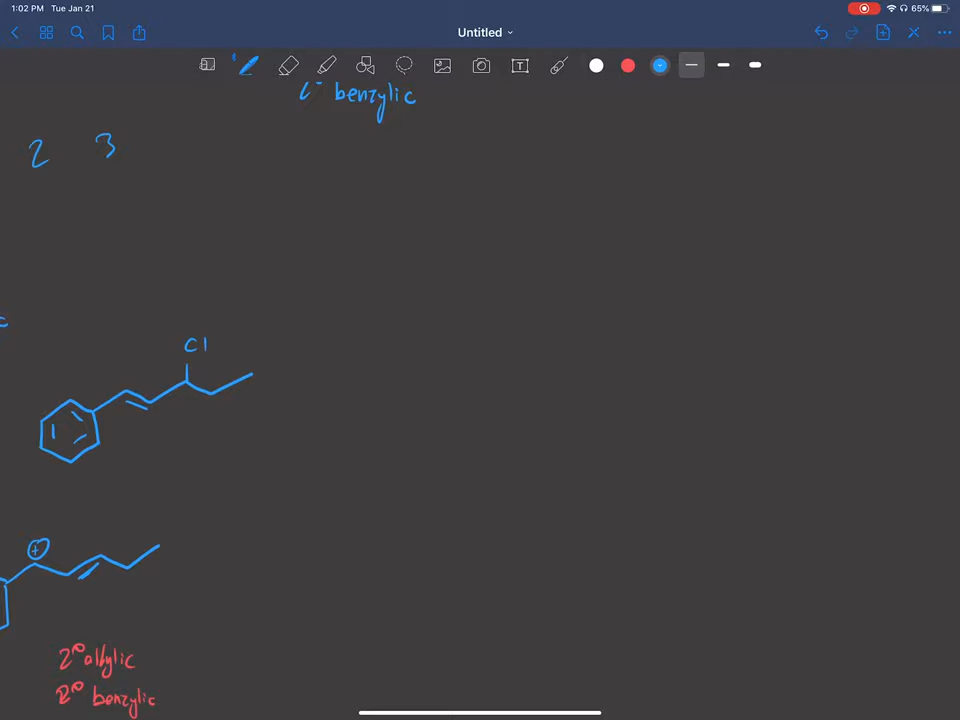 1:02 PM Tue Jan 21
65%
Untitled
T
benzylic
2 3
Cl
+
2° allylic
2° benzylic